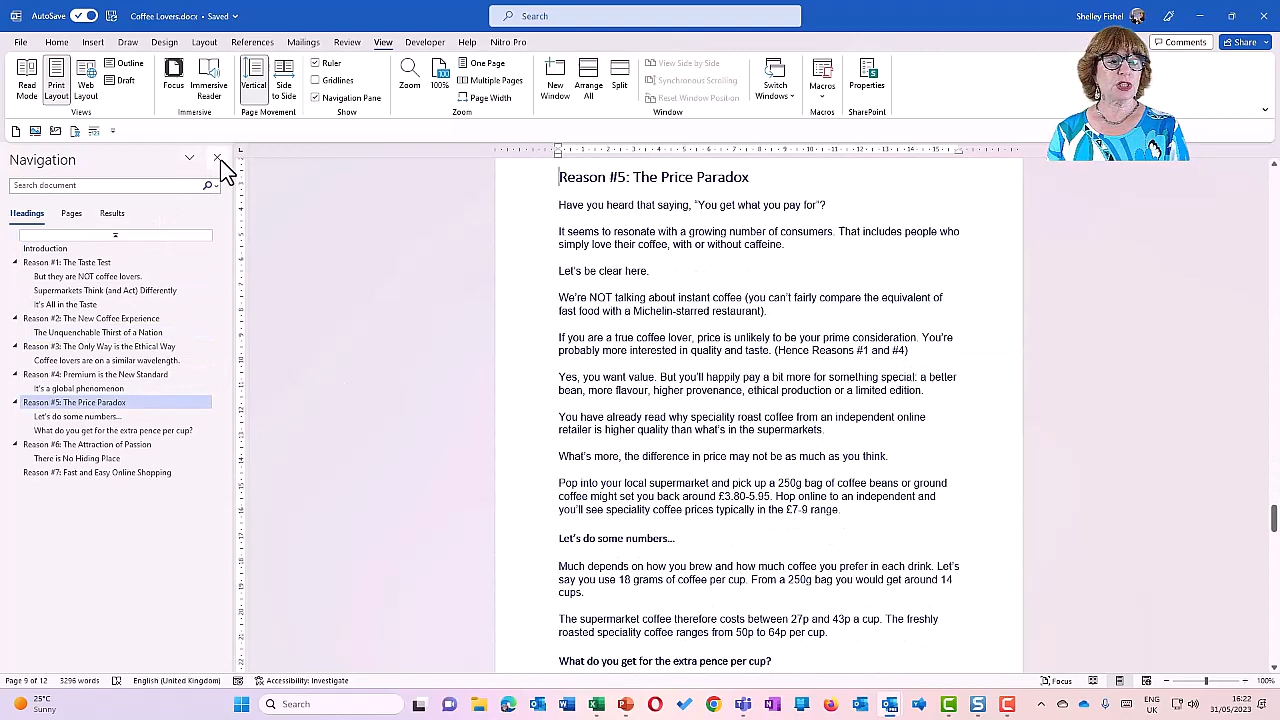 AutoSave
Coffee Lovers.docx • Saved
Search
Shelley Fishel
File Home Insert Draw Design Layout References Mailings Review View Developer Help Nitro Pro
Comments Share
Read Mode
Print Layout
Web Layout
Outline
Draft
Views
Focus
Immersive Reader
Immersive
Vertical
Side to Side
Page Movement
Ruler
Gridlines
Navigation Pane
Show
Zoom
100%
One Page
Multiple Pages
Page Width
Zoom
New Window
Arrange All
Split
View Side by Side
Synchronous Scrolling
Reset Window Position
Window
Switch Windows
Macros
Macros
Properties
SharePoint
Navigation
Search document
Headings Pages Results
Introduction
Reason #1: The Taste Test
But they are NOT coffee lovers.
Supermarkets Think (and Act) Differently
It's All in the Taste
Reason #2: The New Coffee Experience
The Unquenchable Thirst of a Nation
Reason #3: The Only Way is the Ethical Way
Coffee lovers are on a similar wavelength.
Reason #4: Premium is the New Standard
It's a global phenomenon
Reason #5: The Price Paradox
Let's do some numbers...
What do you get for the extra pence per cup?
Reason #6: The Attraction of Passion
There is No Hiding Place
Reason #7: Fast and Easy Online Shopping
1 2 3 4 5 6 7 8 9 10 11 12 13 14 15
Reason #5: The Price Paradox
Have you heard that saying, “You get what you pay for”?
It seems to resonate with a growing number of consumers. That includes people who
simply love their coffee, with or without caffeine.
Let’s be clear here.
We’re NOT talking about instant coffee (you can’t fairly compare the equivalent of
fast food with a Michelin-starred restaurant).
If you are a true coffee lover, price is unlikely to be your prime consideration. You’re
probably more interested in quality and taste. (Hence Reasons #1 and #4)
Yes, you want value. But you’ll happily pay a bit more for something special: a better
bean, more flavour, higher provenance, ethical production or a limited edition.
You have already read why speciality roast coffee from an independent online
retailer is higher quality than what’s in the supermarkets.
What’s more, the difference in price may not be as much as you think.
Pop into your local supermarket and pick up a 250g bag of coffee beans or ground
coffee might set you back around £3.80-5.95. Hop online to an independent and
you’ll see speciality coffee prices typically in the £7-9 range.
Let’s do some numbers...
Much depends on how you brew and how much coffee you prefer in each drink. Let’s
say you use 18 grams of coffee per cup. From a 250g bag you would get around 14
cups.
The supermarket coffee therefore costs between 27p and 43p a cup. The freshly
roasted speciality coffee ranges from 50p to 64p per cup.
What do you get for the extra pence per cup?
Page 9 of 12 3296 words English (United Kingdom) Accessibility: Investigate
Focus 100%
25°C
Sunny
Search
ENG
UK
16:22
31/05/2023